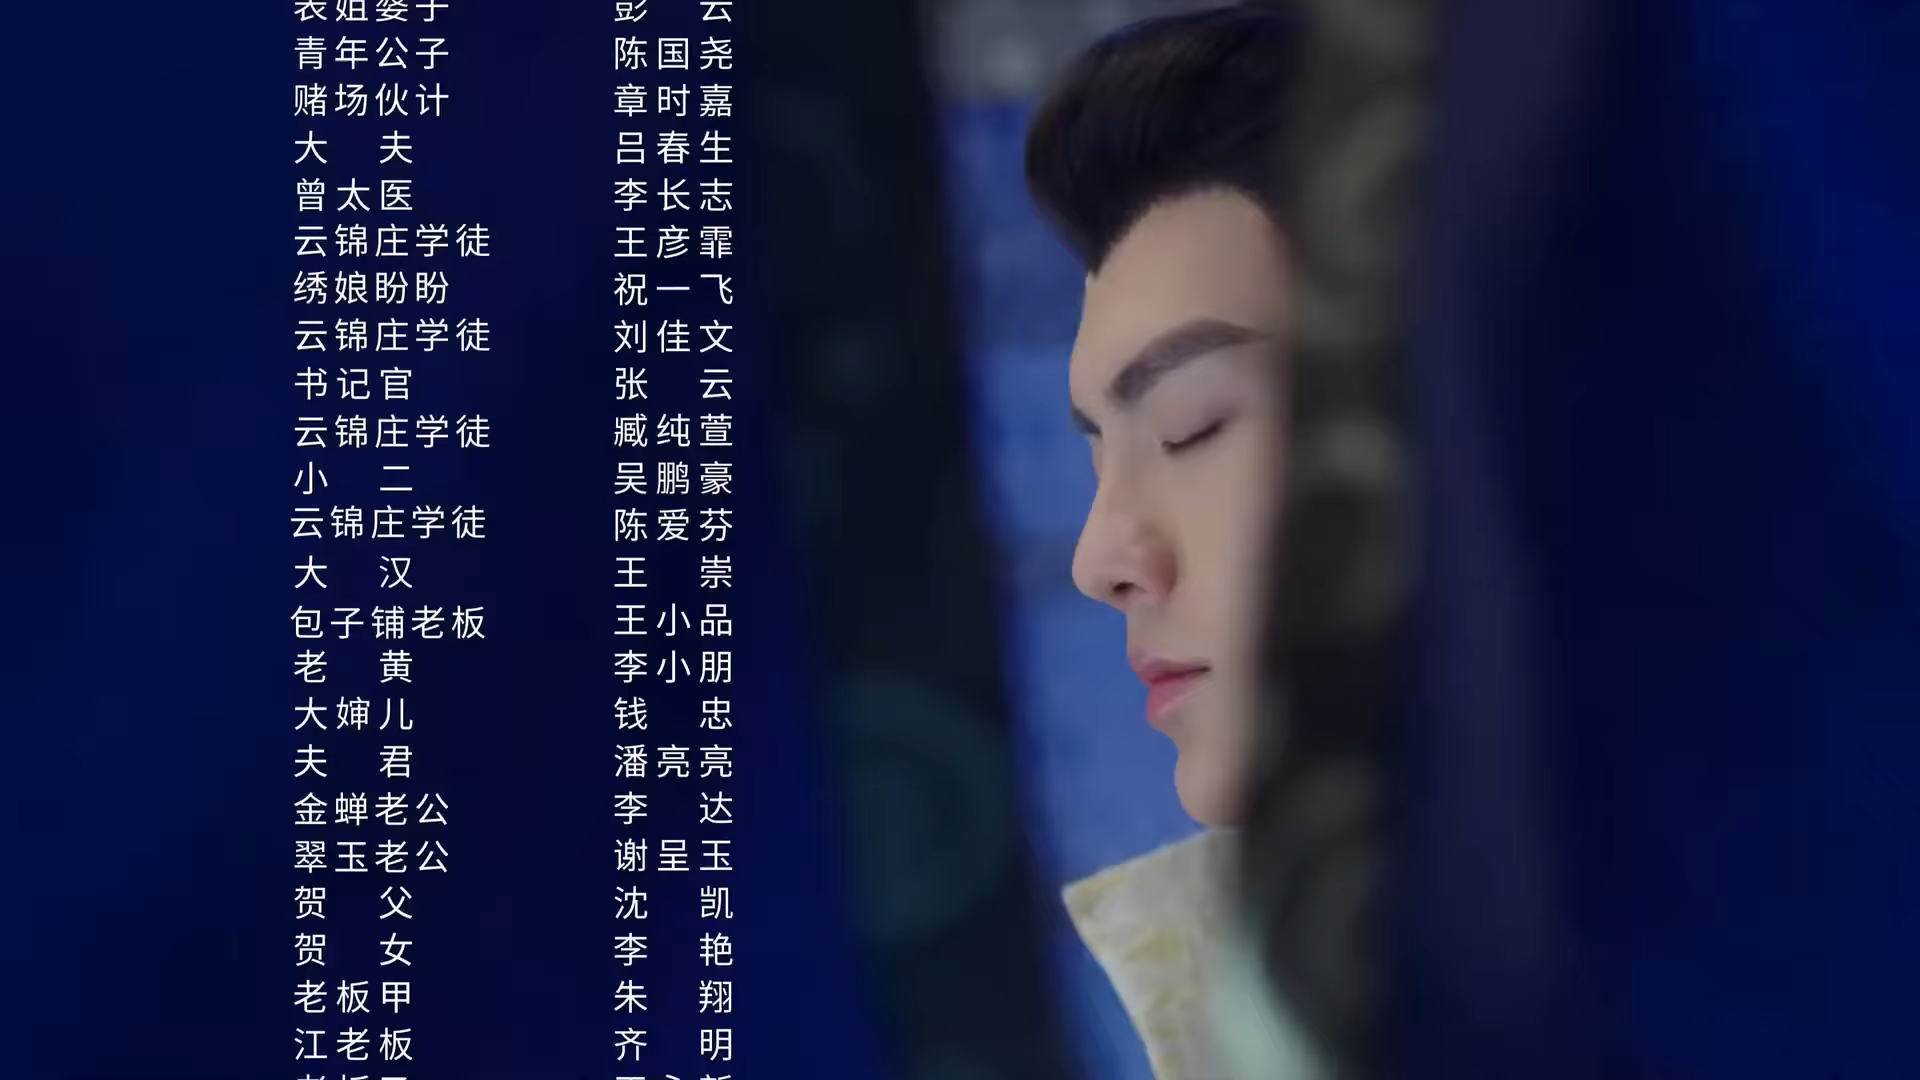 表姐婆子 彭云
青年公子 陈国尧
赌场伙计 章时嘉
大夫 吕春生
曾太医 李长志
云锦庄学徒 王彦霏
绣娘盼盼 祝一飞
云锦庄学徒 刘佳文
书记官 张云
云锦庄学徒 臧纯萱
小二 吴鹏豪
云锦庄学徒 陈爱芬
大汉 王崇
包子铺老板 王小品
老黄 李小朋
大婶儿 钱忠
夫君 潘亮亮
金蝉老公 李达
翠玉老公 谢呈玉
贺父 沈凯
贺女 李艳
老板甲 朱翔
江老板 齐明